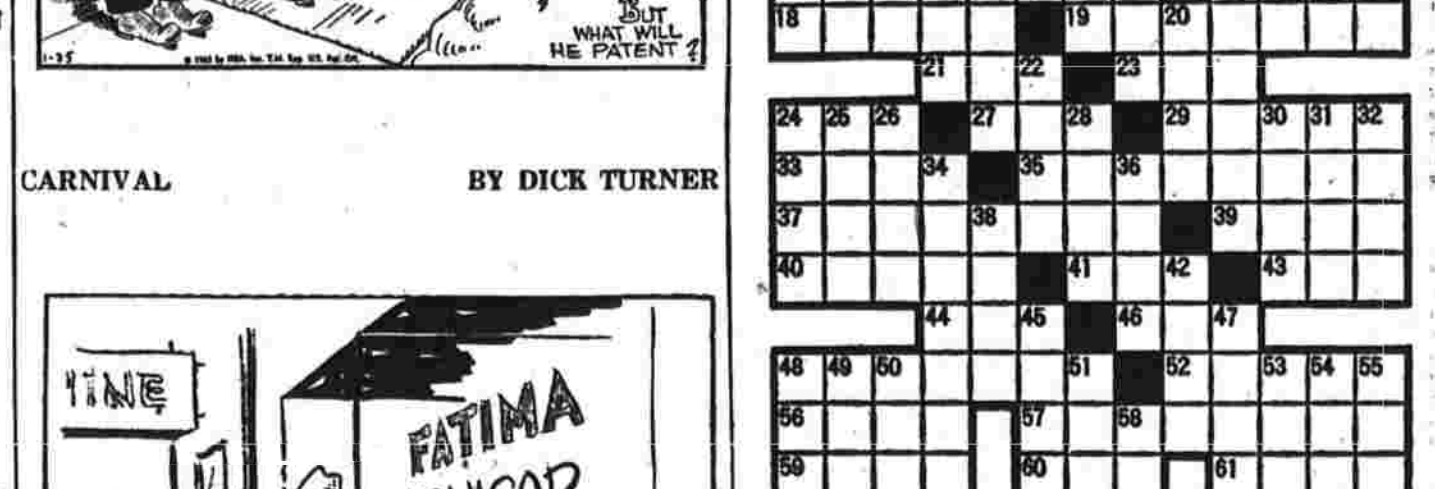 BUT
WHAT WILL
HE PATENT?
1-25
CARNIVAL BY DICK TURNER
FATIMA
18 19 20
21 22 23
24 25 26 27 28 29 30 31 32
33 34 35 36
37 38 39
40 41 42 43
44 45 46 47
48 49 50 51 52 53 54 55
56 57 58
59 60 61